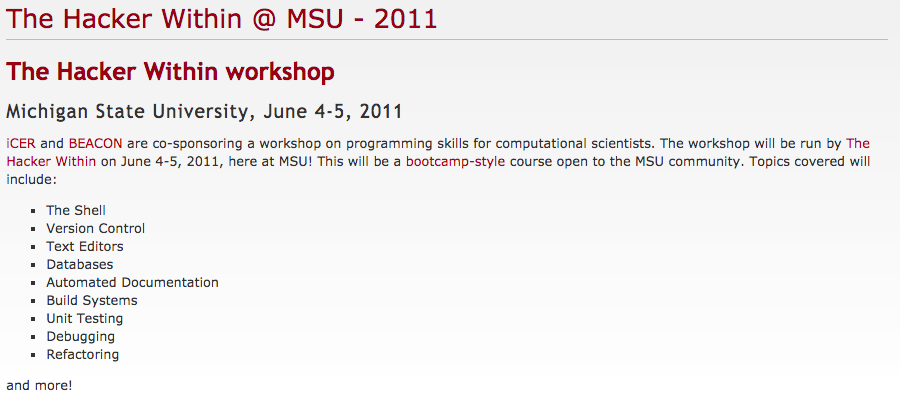 The Hacker Within @ MSU - 2011
The Hacker Within workshop
Michigan State University, June 4-5, 2011
iCER and BEACON are co-sponsoring a workshop on programming skills for computational scientists. The workshop will be run by The
Hacker Within on June 4-5, 2011, here at MSU! This will be a bootcamp-style course open to the MSU community. Topics covered will
include:
▪ The Shell
▪ Version Control
▪ Text Editors
▪ Databases
▪ Automated Documentation
▪ Build Systems
▪ Unit Testing
▪ Debugging
▪ Refactoring
and more!